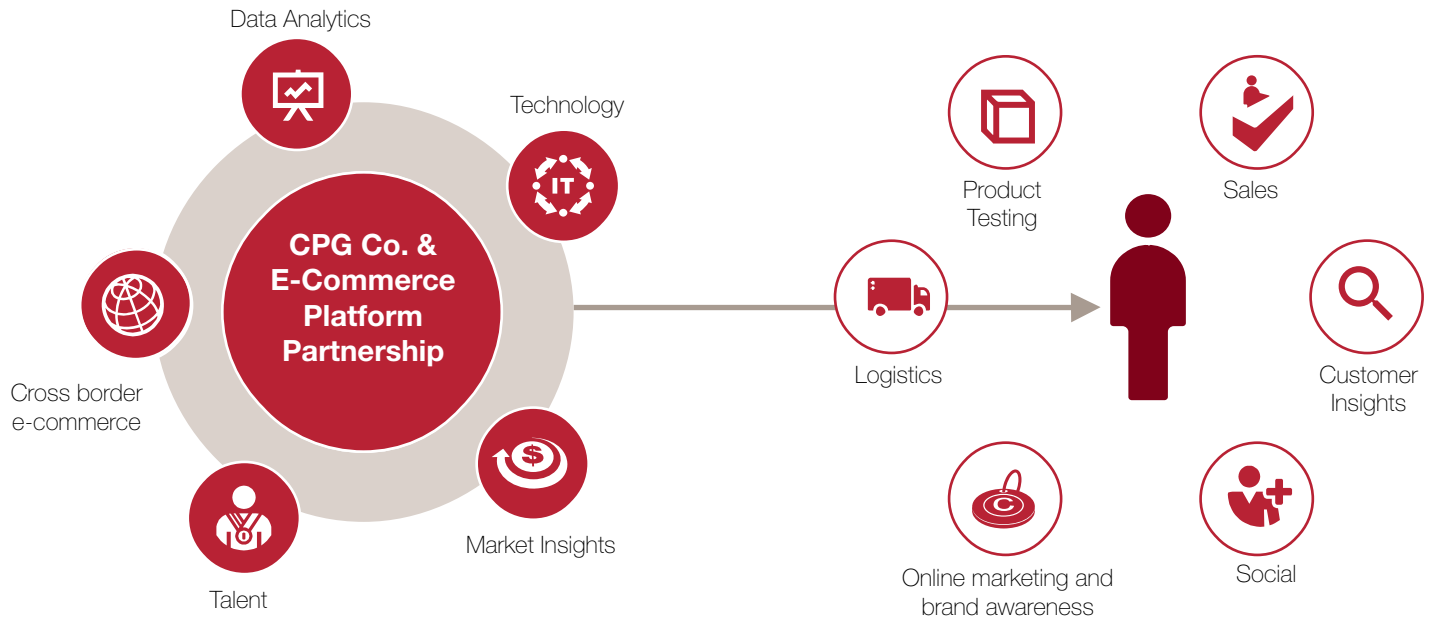 Data Analytics
Technology
IT
CPG Co. &
E-Commerce
Platform
Partnership
Cross border
e-commerce
$
Market Insights
Talent
Product
Testing
Sales
Logistics
Customer
Insights
C
Online marketing and
brand awareness
Social